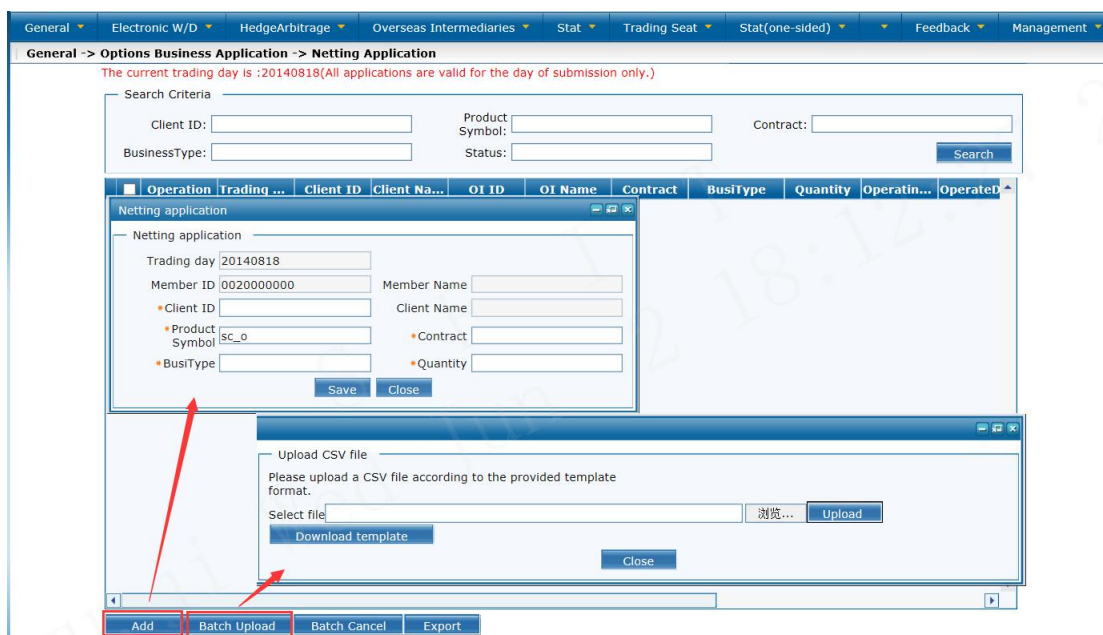 General Electronic W/D HedgeArbitrage Overseas Intermediaries Stat Trading Seat Stat(one-sided) Feedback Management
General -> Options Business Application -> Netting Application
The current trading day is :20140818(All applications are valid for the day of submission only.)
Search Criteria
Client ID: Product Symbol: Contract:
BusinessType: Status: Search
Operation Trading ... Client ID Client Na... OI ID OI Name Contract BusiType Quantity Operatin... OperateD
Netting application
Netting application
Trading day 20140818
Member ID 0020000000 Member Name
*Client ID Client Name
*Product Symbol sc_o *Contract
*BusiType *Quantity
Save Close
Upload CSV file
Please upload a CSV file according to the provided template
format.
Select file 浏览... Upload
Download template
Close
Add Batch Upload Batch Cancel Export